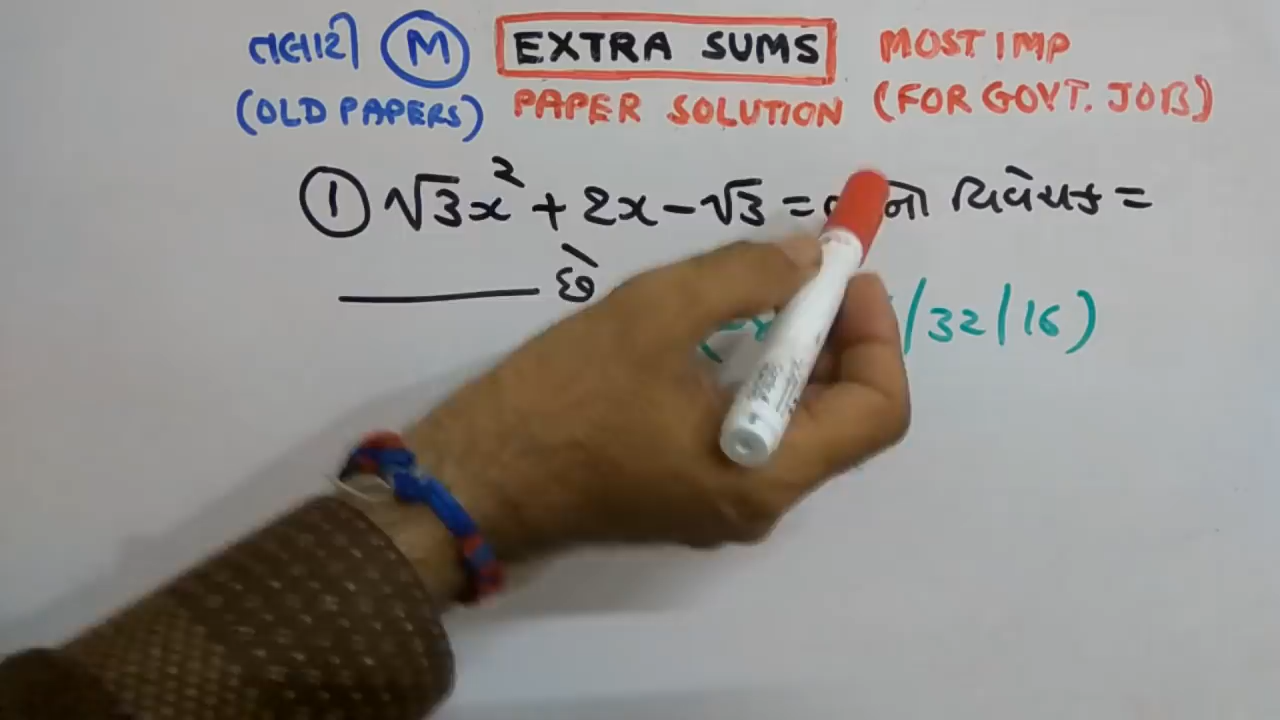 તલાટી M EXTRA SUMS MOST IMP
(OLD PAPERS) PAPER SOLUTION (FOR GOVT. JOB)
① √3x² + 2x - √3 = નો વિવેચક =
_______ છે
/32/16)